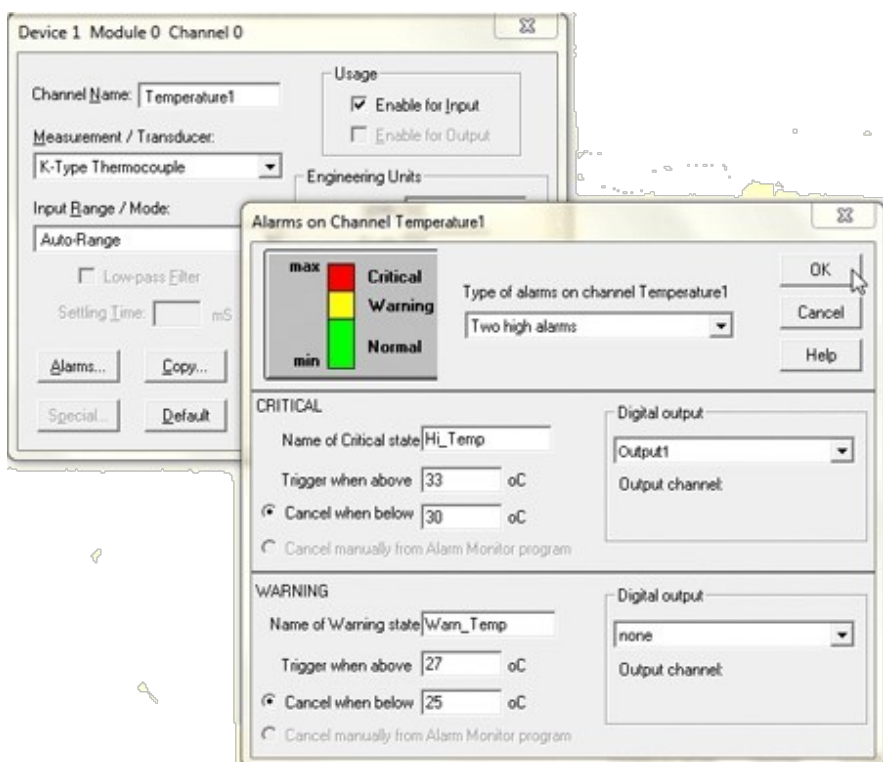 Device 1 Module 0 Channel 0
Channel Name: Temperature1
Usage
Enable for Input
Enable for Output
Measurement / Transducer:
K-Type Thermocouple
Engineering Units
Input Range / Mode:
Auto-Range
Low-pass Filter
Settling Time: mS
Alarms...
Copy...
Special...
Default
Alarms on Channel Temperature1
max
Critical
Warning
Normal
min
Type of alarms on channel Temperature1
Two high alarms
OK
Cancel
Help
CRITICAL
Name of Critical state Hi_Temp
Trigger when above 33 oC
Cancel when below 30 oC
Cancel manually from Alarm Monitor program
Digital output
Output1
Output channel:
WARNING
Name of Warning state Warn_Temp
Trigger when above 27 oC
Cancel when below 25 oC
Cancel manually from Alarm Monitor program
Digital output
none
Output channel: